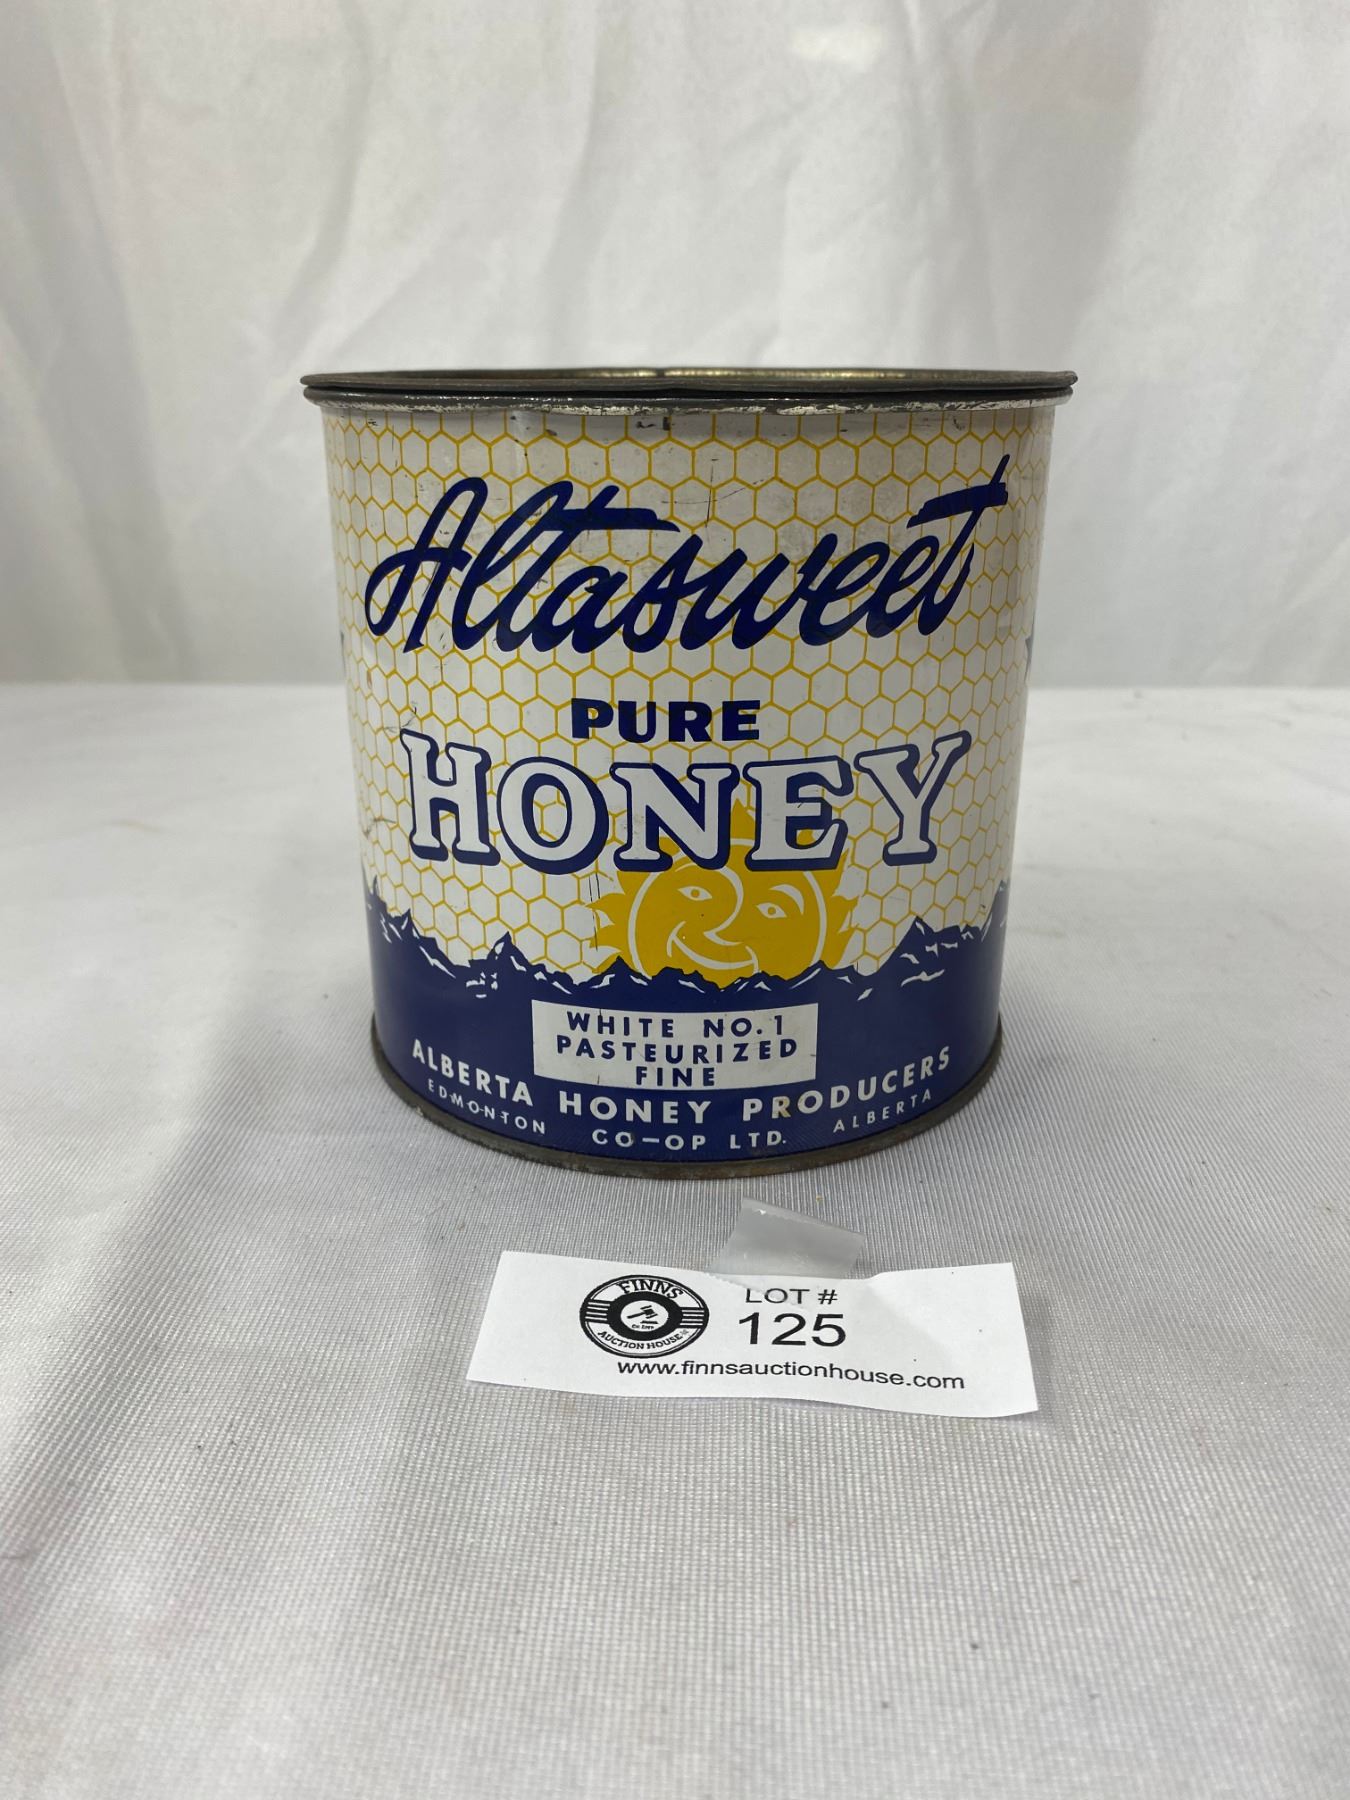 Altasweet
PURE
HONEY
WHITE NO. 1
PASTEURIZED
FINE
ALBERTA HONEY PRODUCERS
EDMONTON CO-OP LTD. ALBERTA
FINNS
AUCTION HOUSE
LOT #
125
www.finnsauctionhouse.com